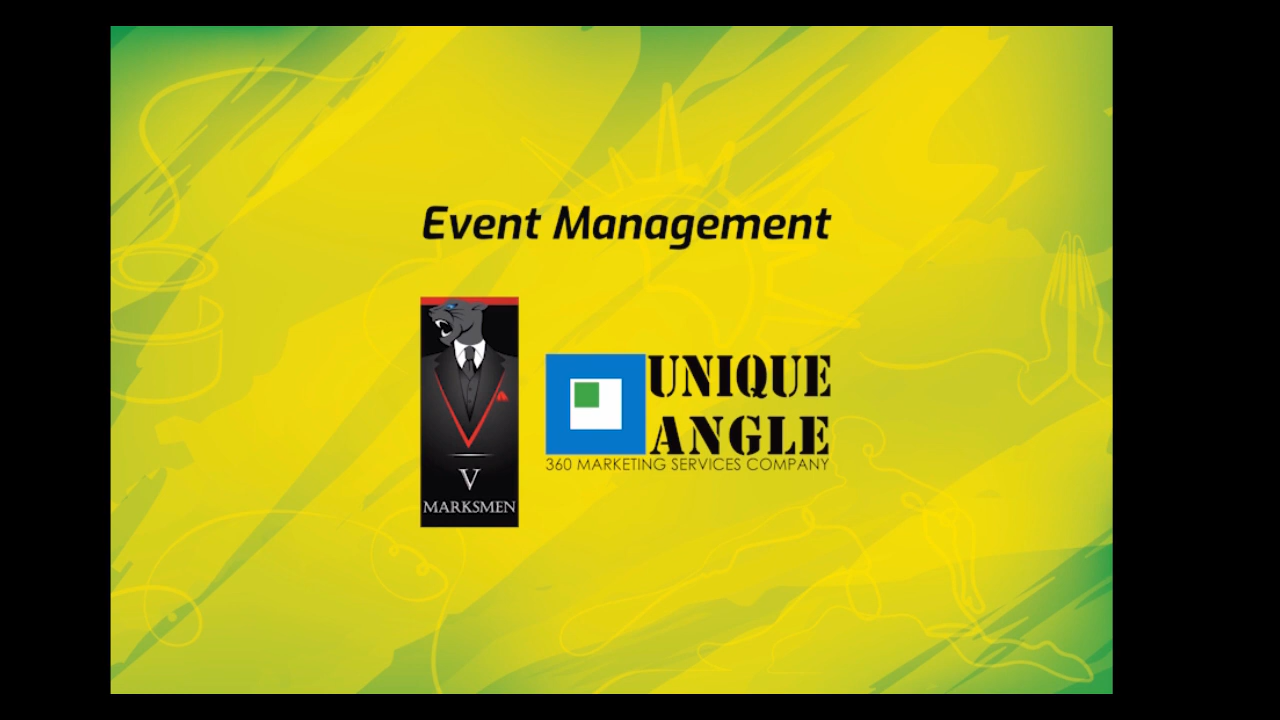 Event Management
V
MARKSMEN
UNIQUE
ANGLE
360 MARKETING SERVICES COMPANY